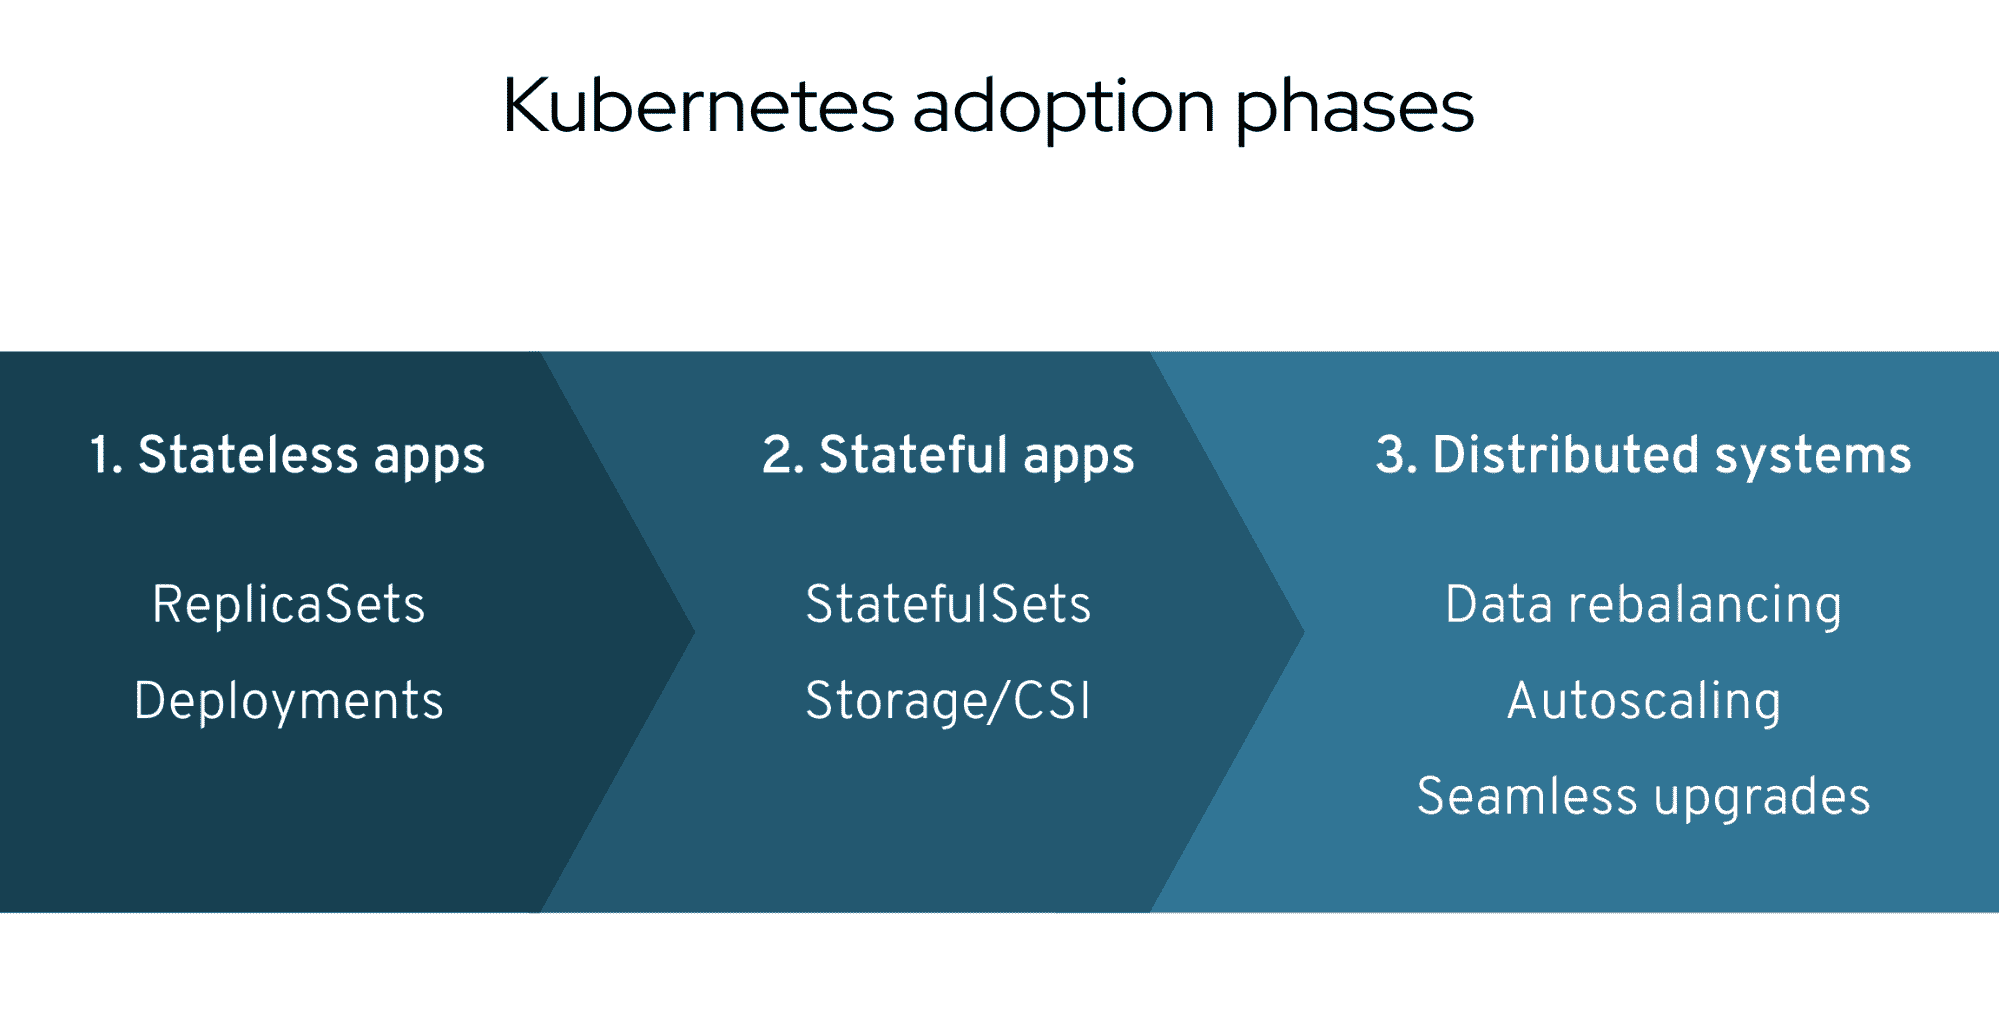 Kubernetes adoption phases
1. Stateless apps
ReplicaSets
Deployments
2. Stateful apps
StatefulSets
Storage/CSI
3. Distributed systems
Data rebalancing
Autoscaling
Seamless upgrades